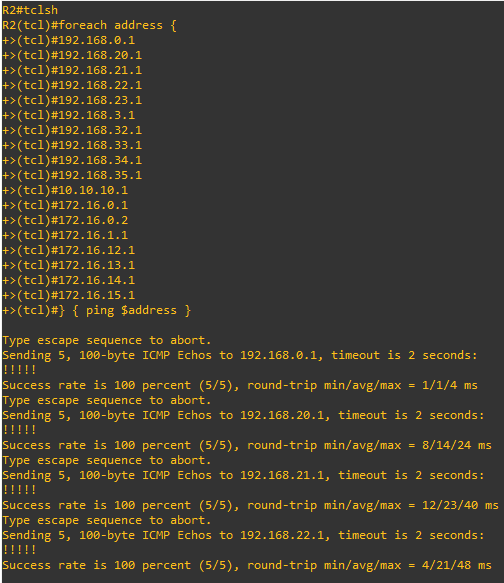 R2#tclsh
R2(tcl)#foreach address {
+>(tcl)#192.168.0.1
+>(tcl)#192.168.20.1
+>(tcl)#192.168.21.1
+>(tcl)#192.168.22.1
+>(tcl)#192.168.23.1
+>(tcl)#192.168.3.1
+>(tcl)#192.168.32.1
+>(tcl)#192.168.33.1
+>(tcl)#192.168.34.1
+>(tcl)#192.168.35.1
+>(tcl)#10.10.10.1
+>(tcl)#172.16.0.1
+>(tcl)#172.16.0.2
+>(tcl)#172.16.1.1
+>(tcl)#172.16.12.1
+>(tcl)#172.16.13.1
+>(tcl)#172.16.14.1
+>(tcl)#172.16.15.1
+>(tcl)#} { ping $address }
Type escape sequence to abort.
Sending 5, 100-byte ICMP Echos to 192.168.0.1, timeout is 2 seconds:
!!!!!
Success rate is 100 percent (5/5), round-trip min/avg/max = 1/1/4 ms
Type escape sequence to abort.
Sending 5, 100-byte ICMP Echos to 192.168.20.1, timeout is 2 seconds:
!!!!!
Success rate is 100 percent (5/5), round-trip min/avg/max = 8/14/24 ms
Type escape sequence to abort.
Sending 5, 100-byte ICMP Echos to 192.168.21.1, timeout is 2 seconds:
!!!!!
Success rate is 100 percent (5/5), round-trip min/avg/max = 12/23/40 ms
Type escape sequence to abort.
Sending 5, 100-byte ICMP Echos to 192.168.22.1, timeout is 2 seconds:
!!!!!
Success rate is 100 percent (5/5), round-trip min/avg/max = 4/21/48 ms